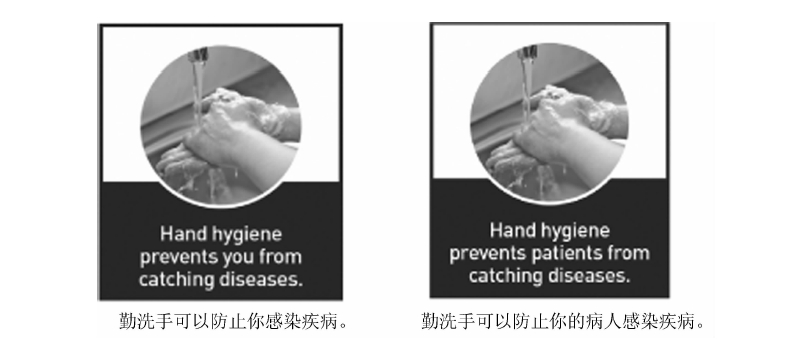 Hand hygiene
prevents you from
catching diseases.
勤洗手可以防止你感染疾病。
Hand hygiene
prevents patients from
catching diseases.
勤洗手可以防止你的病人感染疾病。